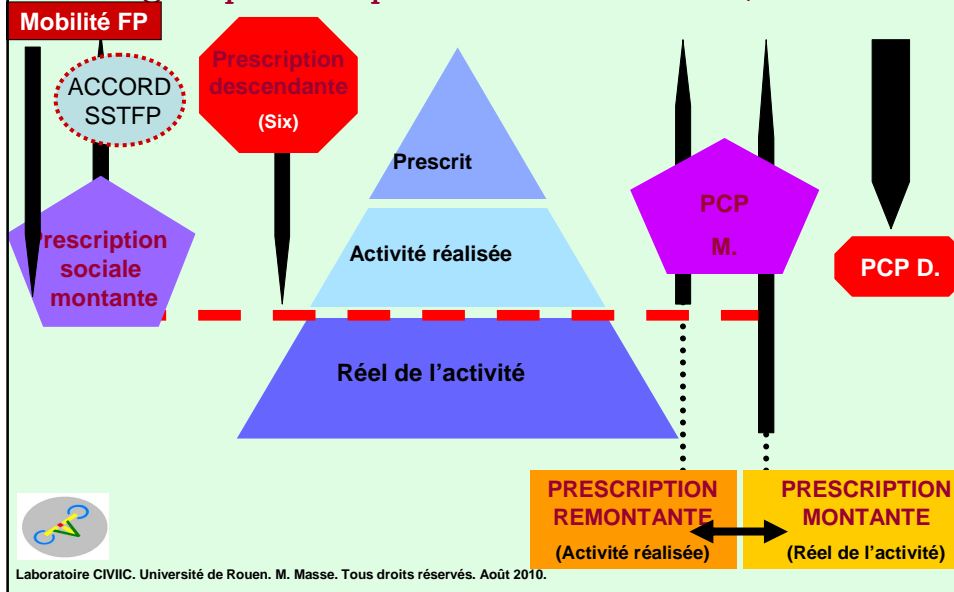 Mobilité FP
ACCORD
SSTFP
Prescription
descendante
(Six)
Prescrit
Activité réalisée
Réel de l'activité
Prescription
sociale
montante
PCP
M.
PCP D.
PRESCRIPTION
REMONTANTE
(Activité réalisée)
PRESCRIPTION
MONTANTE
(Réel de l'activité)
Laboratoire CIVIIC. Université de Rouen. M. Masse. Tous droits réservés. Août 2010.